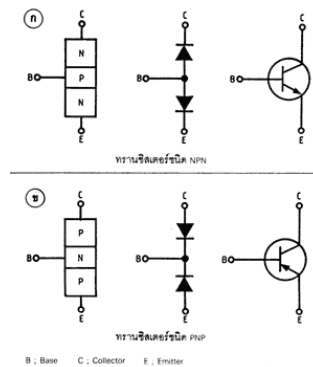 ก
C C C
N
B P B B
N
E E E
ทรานซิสเตอร์ชนิด NPN
ข
C C C
P
B N B B
P
E E E
ทรานซิสเตอร์ชนิด PNP
B ; Base C ; Collector E ; Emitter